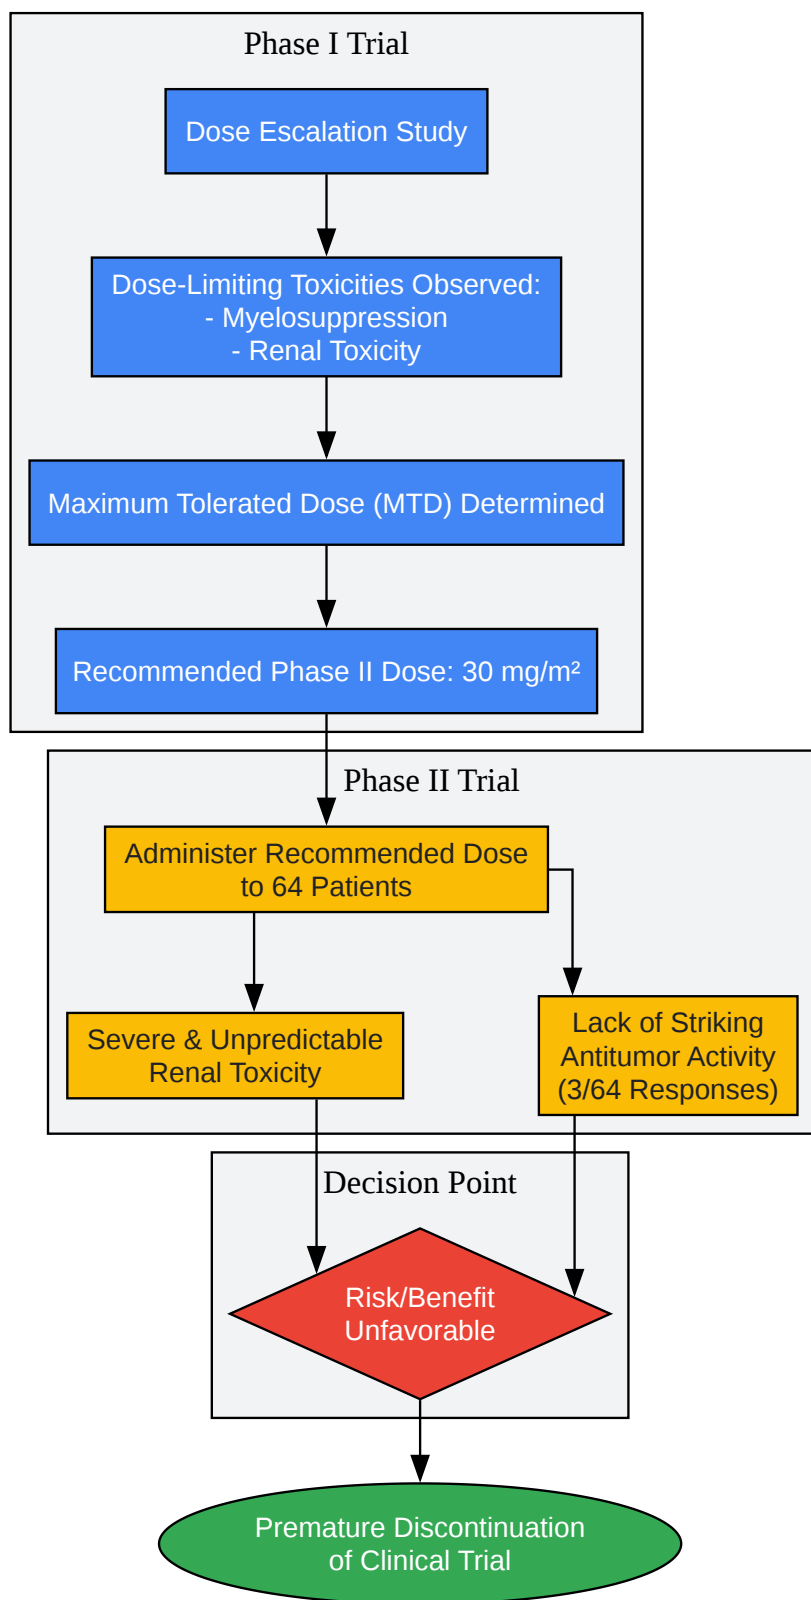 Phase I Trial
Dose Escalation Study
Dose-Limiting Toxicities Observed:
- Myelosuppression
- Renal Toxicity
Maximum Tolerated Dose (MTD) Determined
Recommended Phase II Dose: 30 mg/m²
Phase II Trial
Administer Recommended Dose
to 64 Patients
Severe & Unpredictable
Renal Toxicity
Lack of Striking
Antitumor Activity
(3/64 Responses)
Decision Point
Risk/Benefit
Unfavorable
Premature Discontinuation
of Clinical Trial